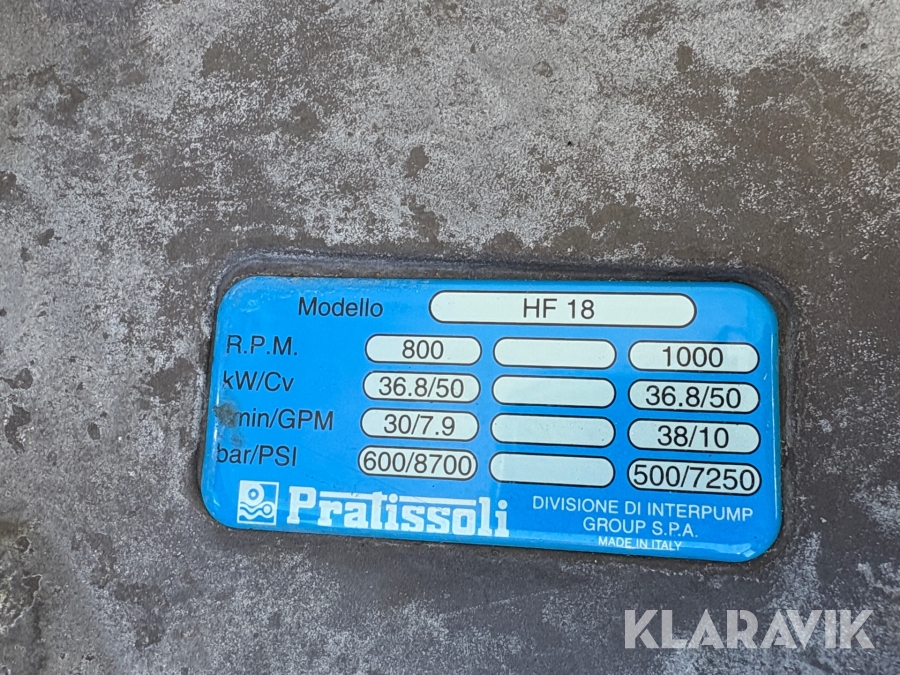 Modello HF 18
R.P.M. 800 1000
kW/Cv 36.8/50 36.8/50
min/GPM 30/7.9 38/10
bar/PSI 600/8700 500/7250
Pratissoli DIVISIONE DI INTERPUMP
GROUP S.P.A.
MADE IN ITALY
KLARAVIK